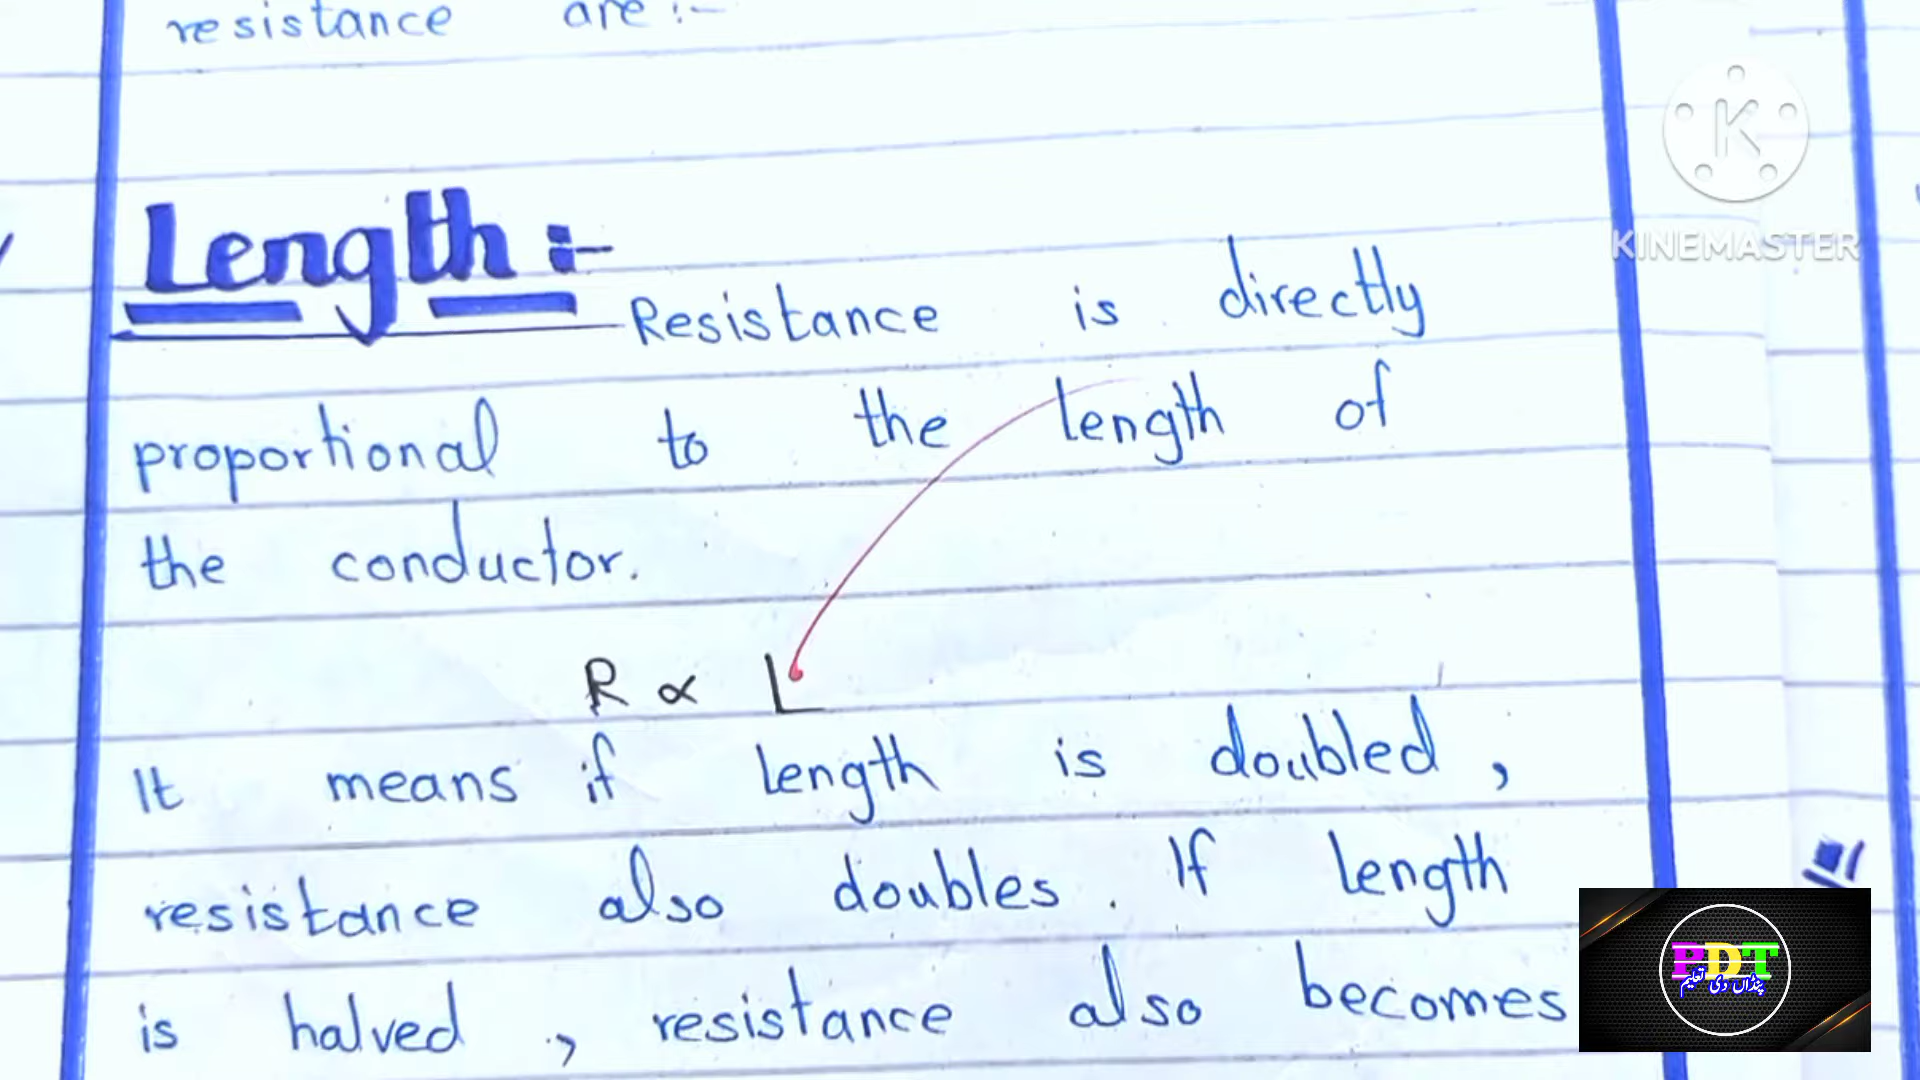 resistance are :-
Length :-
Resistance is directly
proportional to the length of
the conductor.
R ∝ L
It means if length is doubled,
resistance also doubles. If length
is halved, resistance also becomes
KINEMASTER
PDT
پنڈاں دی تعلیم